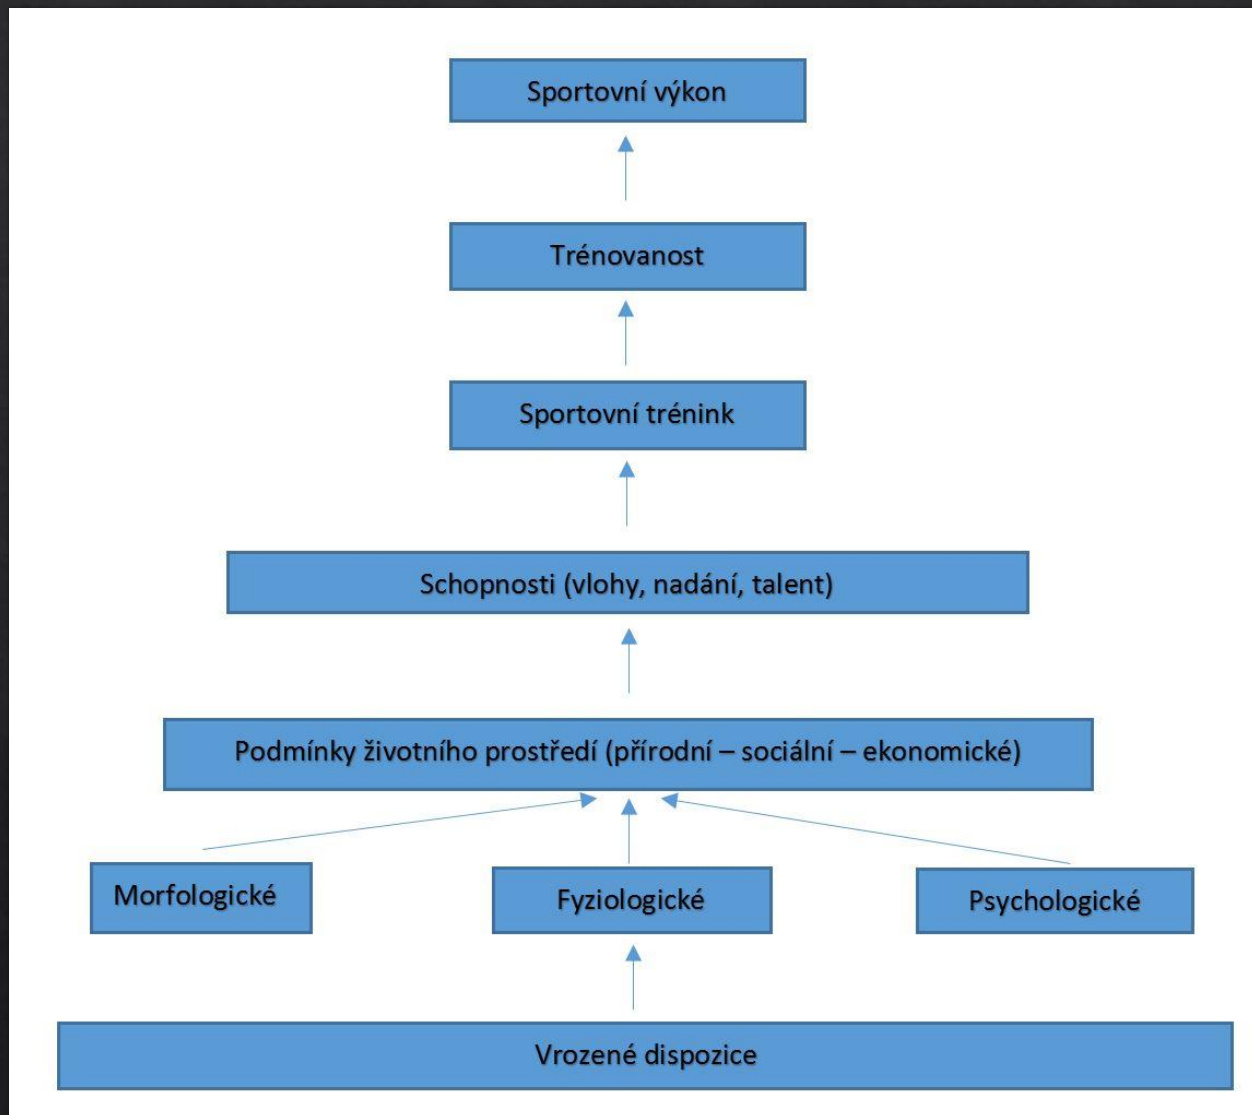 Sportovní výkon
Trénovanost
Sportovní trénink
Schopnosti (vlohy, nadání, talent)
Podmínky životního prostředí (přírodní – sociální – ekonomické)
Morfologické
Fyziologické
Psychologické
Vrozené dispozice